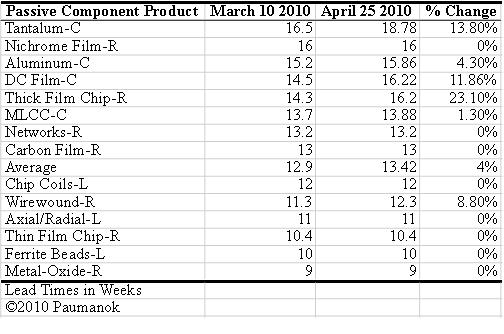 Passive Component Product March 10 2010 April 25 2010 % Change
Tantalum-C 16.5 18.78 13.80%
Nichrome Film-R 16 16 0%
Aluminum-C 15.2 15.86 4.30%
DC Film-C 14.5 16.22 11.86%
Thick Film Chip-R 14.3 16.2 23.10%
MLCC-C 13.7 13.88 1.30%
Networks-R 13.2 13.2 0%
Carbon Film-R 13 13 0%
Average 12.9 13.42 4%
Chip Coils-L 12 12 0%
Wirewound-R 11.3 12.3 8.80%
Axial/Radial-L 11 11 0%
Thin Film Chip-R 10.4 10.4 0%
Ferrite Beads-L 10 10 0%
Metal-Oxide-R 9 9 0%
Lead Times in Weeks
©2010 Paumanok